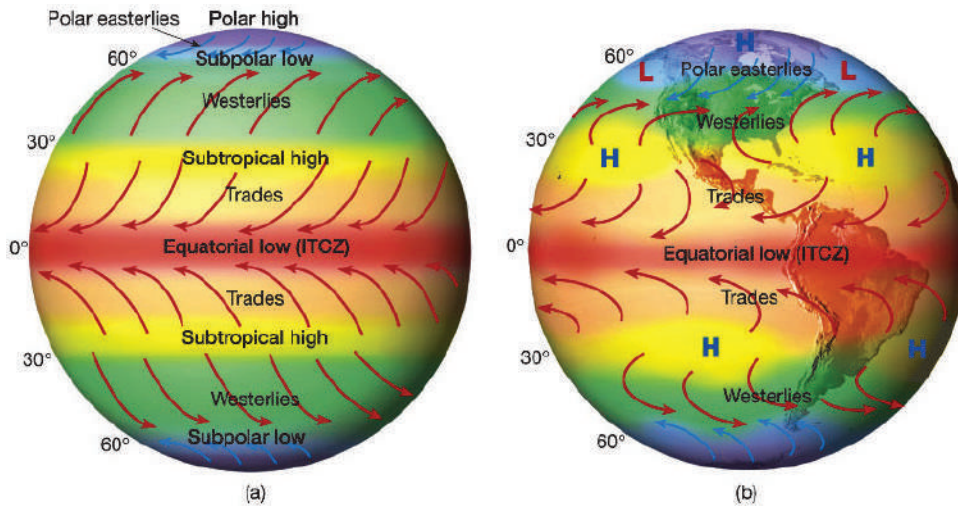 Polar easterlies
Polar high
60°
Subpolar low
Westerlies
30°
Subtropical high
Trades
0°
Equatorial low (ITCZ)
Trades
Subtropical high
30°
Westerlies
60°
Subpolar low
(a)
H
60°
L
Polar easterlies
L
Westerlies
30°
H
H
Trades
0°
Equatorial low (ITCZ)
Trades
30°
H
H
Westerlies
60°
(b)